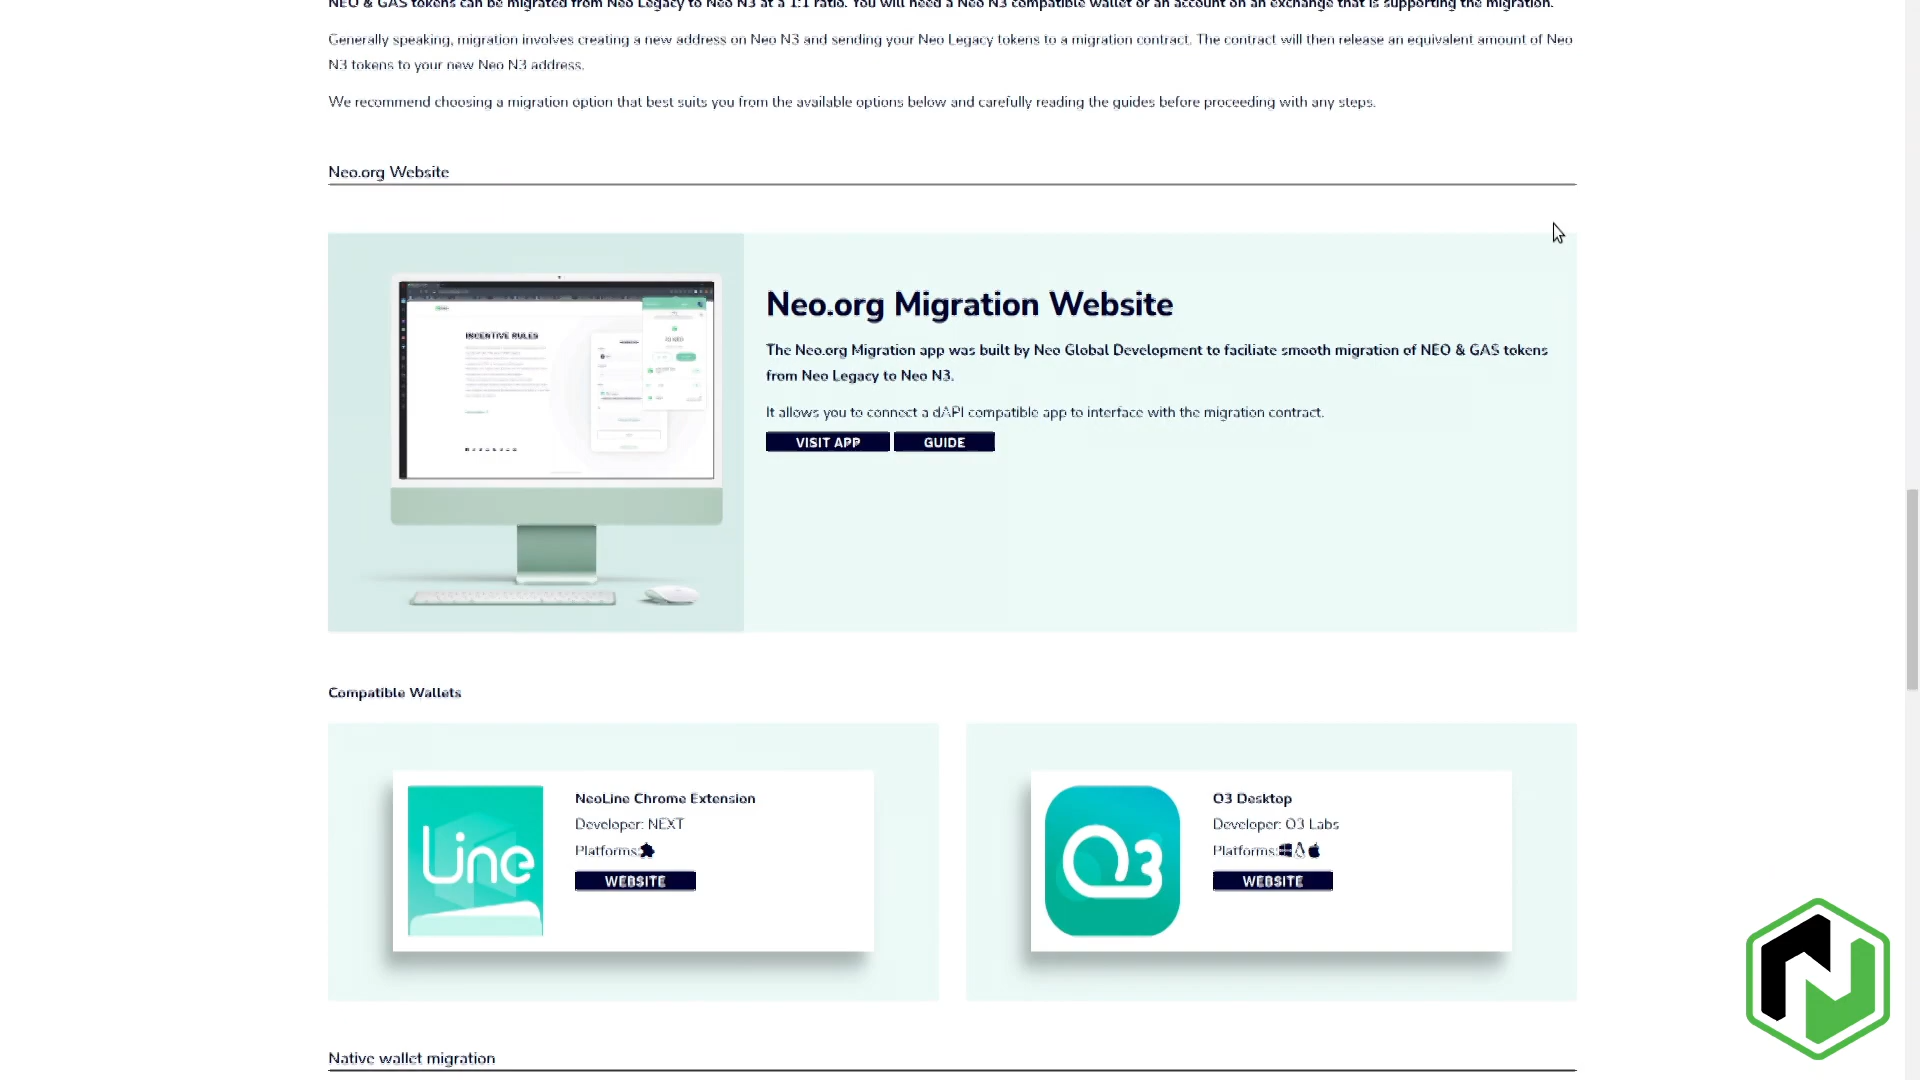 NEO & GAS tokens can be migrated from Neo Legacy to Neo N3 at a 1:1 ratio. You will need a Neo N3 compatible wallet or an account on an exchange that is supporting the migration.
Generally speaking, migration involves creating a new address on Neo N3 and sending your Neo Legacy tokens to a migration contract. The contract will then release an equivalent amount of Neo
N3 tokens to your new Neo N3 address.
We recommend choosing a migration option that best suits you from the available options below and carefully reading the guides before proceeding with any steps.
Neo.org Website
INCENTIVE RULES
Neo.org Migration Website
The Neo.org Migration app was built by Neo Global Development to faciliate smooth migration of NEO & GAS tokens
from Neo Legacy to Neo N3.
It allows you to connect a dAPI compatible app to interface with the migration contract.
VISIT APP GUIDE
Compatible Wallets
Line
NeoLine Chrome Extension
Developer: NEXT
Platforms:
WEBSITE
O3
O3 Desktop
Developer: O3 Labs
Platforms:
WEBSITE
Native wallet migration